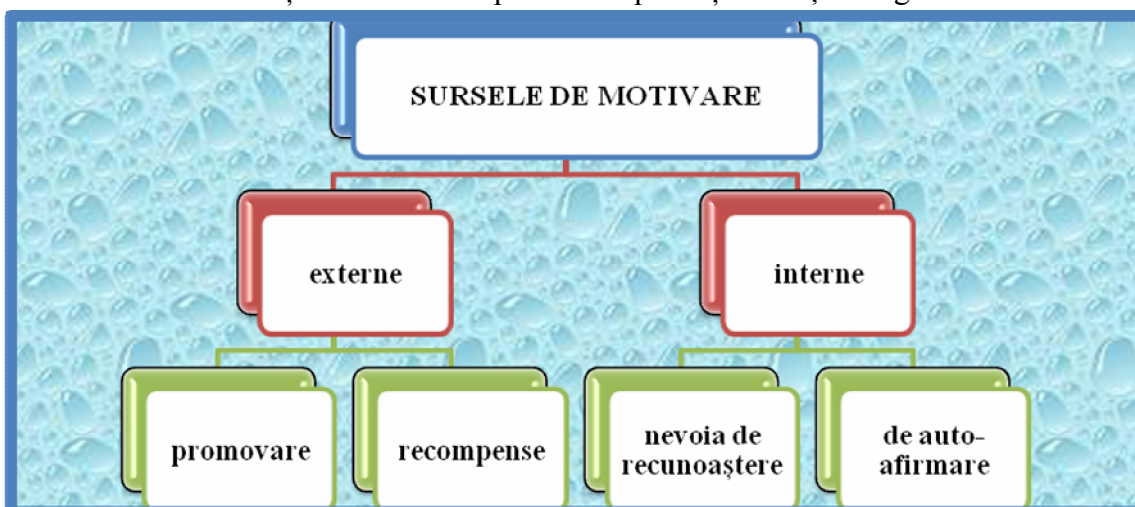 SURSELE DE MOTIVARE
externe
interne
promovare
recompense
nevoia de
recunoaștere
de auto-
afirmare